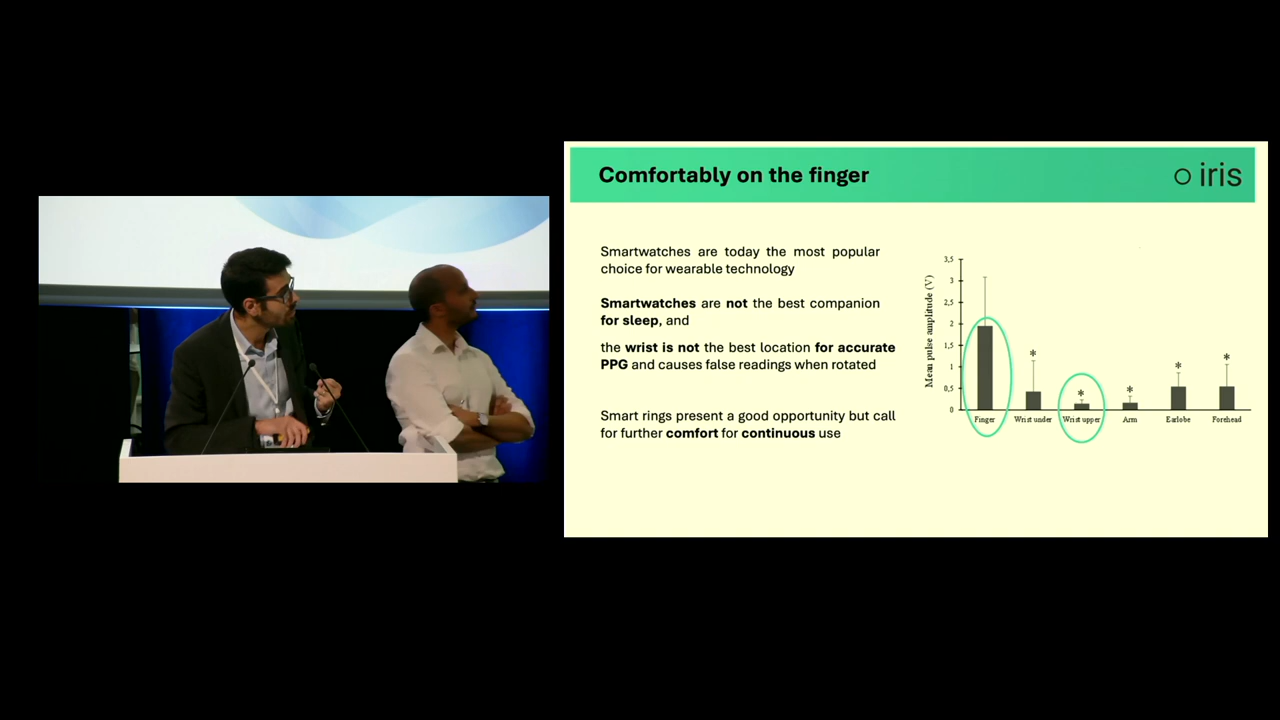 Comfortably on the finger
iris
Smartwatches are today the most popular
choice for wearable technology
Smartwatches are not the best companion
for sleep, and
the wrist is not the best location for accurate
PPG and causes false readings when rotated
Smart rings present a good opportunity but call
for further comfort for continuous use
Mean pulse amplitude (V)
3,5
3
2,5
2
1,5
1
0,5
0
* * * * *
Finger Wrist under Wrist upper Arm Earlobe Forehead